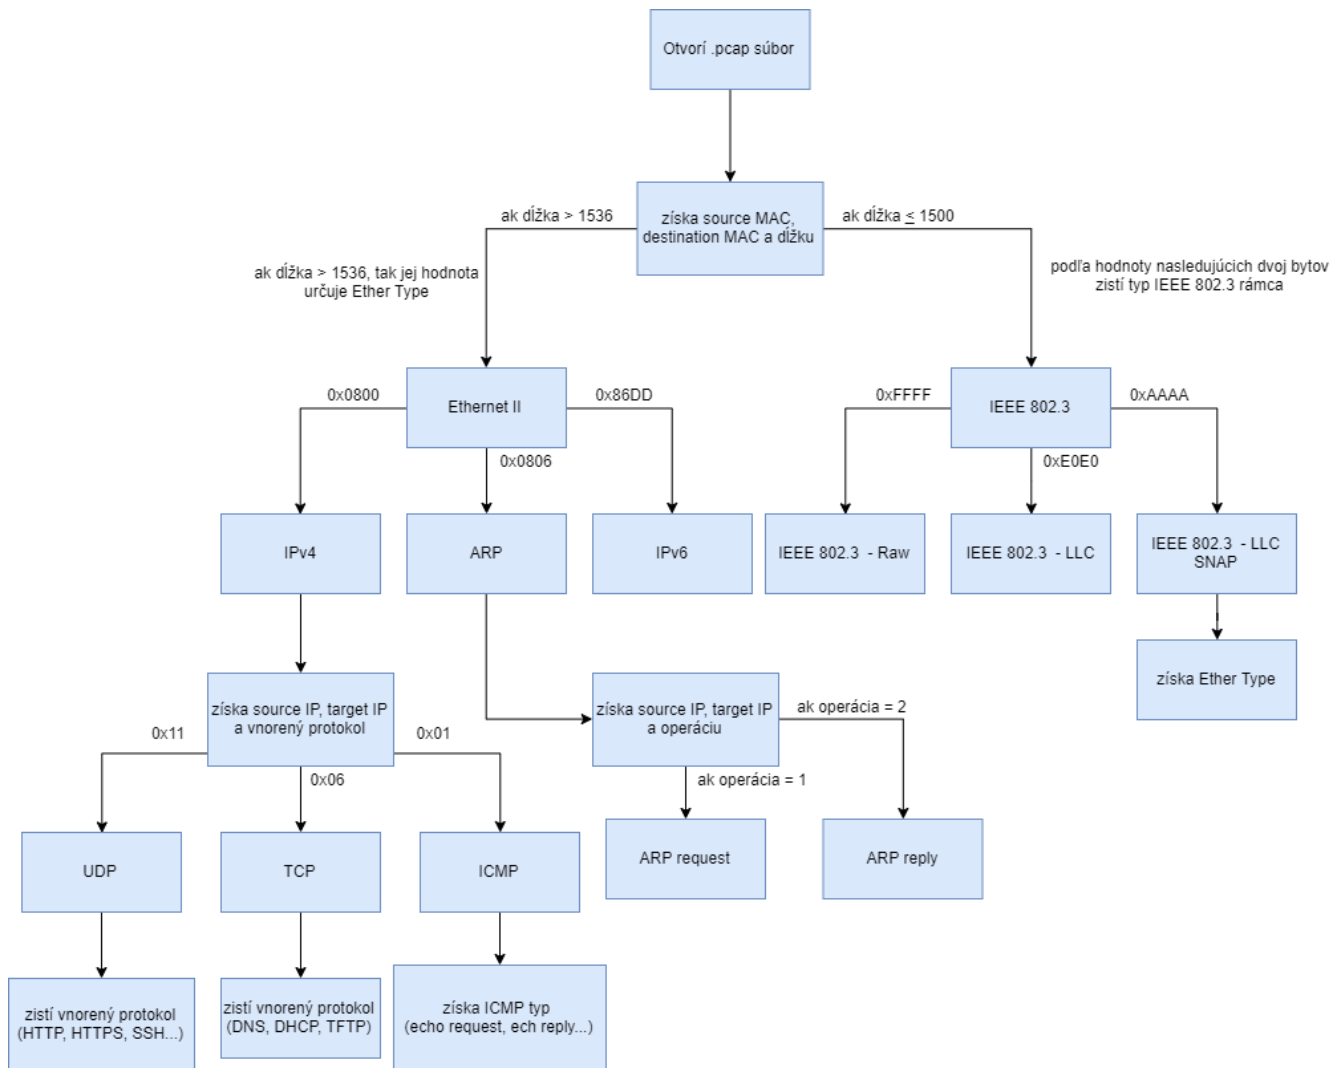 Otvorí .pcap súbor
ak dĺžka > 1536
získa source MAC,
destination MAC a dĺžku
ak dĺžka ≤ 1500
ak dĺžka > 1536, tak jej hodnota
určuje Ether Type
podľa hodnoty nasledujúcich dvoj bytov
zistí typ IEEE 802.3 rámca
0x0800
Ethernet II
0x86DD
0x0806
0xFFFF
IEEE 802.3
0xAAAA
0xE0E0
IPv4
ARP
IPv6
IEEE 802.3 - Raw
IEEE 802.3 - LLC
IEEE 802.3 - LLC
SNAP
získa Ether Type
získa source IP, target IP
a vnorený protokol
0x11
0x01
0x06
získa source IP, target IP
a operáciu
ak operácia = 2
ak operácia = 1
UDP
TCP
ICMP
ARP request
ARP reply
zistí vnorený protokol
(HTTP, HTTPS, SSH...)
zistí vnorený protokol
(DNS, DHCP, TFTP)
získa ICMP typ
(echo request, ech reply...)